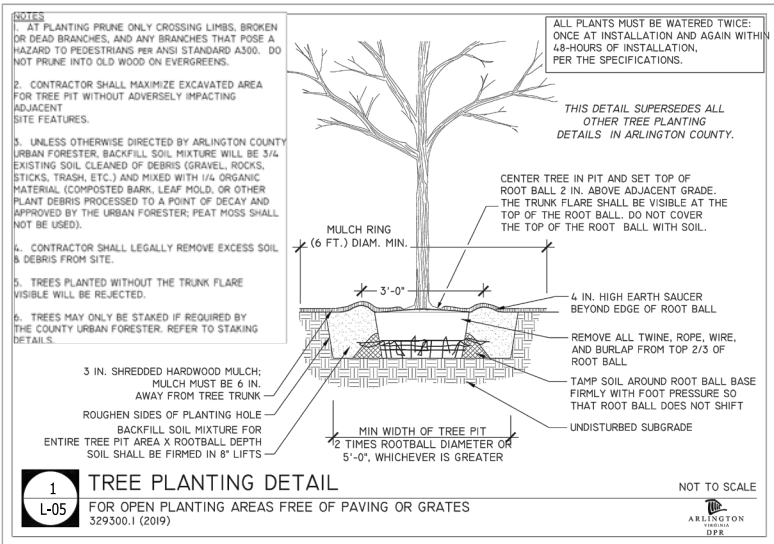 NOTES
1. AT PLANTING PRUNE ONLY CROSSING LIMBS, BROKEN
OR DEAD BRANCHES, AND ANY BRANCHES THAT POSE A
HAZARD TO PEDESTRIANS PER ANSI STANDARD A300. DO
NOT PRUNE INTO OLD WOOD ON EVERGREENS.
2. CONTRACTOR SHALL MAXIMIZE EXCAVATED AREA
FOR TREE PIT WITHOUT ADVERSELY IMPACTING
ADJACENT
SITE FEATURES.
3. UNLESS OTHERWISE DIRECTED BY ARLINGTON COUNTY
URBAN FORESTER, BACKFILL SOIL MIXTURE WILL BE 3/4
EXISTING SOIL CLEANED OF DEBRIS (GRAVEL, ROCKS,
STICKS, TRASH, ETC.) AND MIXED WITH 1/4 ORGANIC
MATERIAL (COMPOSTED BARK, LEAF MOLD, OR OTHER
PLANT DEBRIS PROCESSED TO A POINT OF DECAY AND
APPROVED BY THE URBAN FORESTER; PEAT MOSS SHALL
NOT BE USED).
4. CONTRACTOR SHALL LEGALLY REMOVE EXCESS SOIL
& DEBRIS FROM SITE.
5. TREES PLANTED WITHOUT THE TRUNK FLARE
VISIBLE WILL BE REJECTED.
6. TREES MAY ONLY BE STAKED IF REQUIRED BY
THE COUNTY URBAN FORESTER. REFER TO STAKING
DETAILS.
ALL PLANTS MUST BE WATERED TWICE:
ONCE AT INSTALLATION AND AGAIN WITHIN
48-HOURS OF INSTALLATION,
PER THE SPECIFICATIONS.
THIS DETAIL SUPERSEDES ALL
OTHER TREE PLANTING
DETAILS IN ARLINGTON COUNTY.
CENTER TREE IN PIT AND SET TOP OF
ROOT BALL 2 IN. ABOVE ADJACENT GRADE.
THE TRUNK FLARE SHALL BE VISIBLE AT THE
TOP OF THE ROOT BALL. DO NOT COVER
THE TOP OF THE ROOT BALL WITH SOIL.
MULCH RING
(6 FT.) DIAM. MIN.
3'-0"
4 IN. HIGH EARTH SAUCER
BEYOND EDGE OF ROOT BALL
REMOVE ALL TWINE, ROPE, WIRE,
AND BURLAP FROM TOP 2/3 OF
ROOT BALL
TAMP SOIL AROUND ROOT BALL BASE
FIRMLY WITH FOOT PRESSURE SO
THAT ROOT BALL DOES NOT SHIFT
UNDISTURBED SUBGRADE
3 IN. SHREDDED HARDWOOD MULCH;
MULCH MUST BE 6 IN.
AWAY FROM TREE TRUNK
ROUGHEN SIDES OF PLANTING HOLE
BACKFILL SOIL MIXTURE FOR
ENTIRE TREE PIT AREA X ROOTBALL DEPTH
SOIL SHALL BE FIRMED IN 8" LIFTS
MIN WIDTH OF TREE PIT
2 TIMES ROOTBALL DIAMETER OR
5'-0", WHICHEVER IS GREATER
1
L-05
TREE PLANTING DETAIL
FOR OPEN PLANTING AREAS FREE OF PAVING OR GRATES
329300.1 (2019)
NOT TO SCALE
ARLINGTON
VIRGINIA
DPR